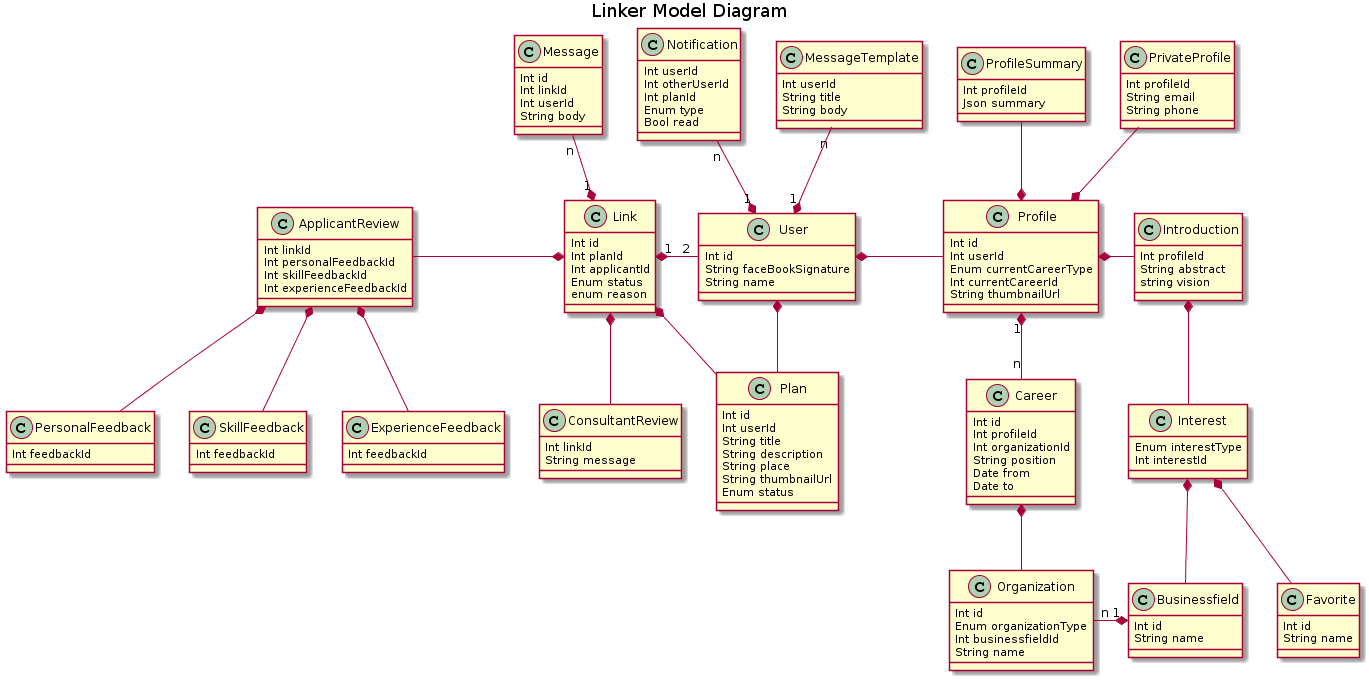 Linker Model Diagram
C Message
Int id
Int linkId
Int userId
String body
C Notification
Int userId
Int otherUserId
Int planId
Enum type
Bool read
C MessageTemplate
Int userId
String title
String body
C ProfileSummary
Int profileId
Json summary
C PrivateProfile
Int profileId
String email
String phone
n
1
n
1
n
1
C ApplicantReview
Int linkId
Int personalFeedbackId
Int skillFeedbackId
Int experienceFeedbackId
C Link
Int id
Int planId
Int applicantId
Enum status
enum reason
1 2
C User
Int id
String faceBookSignature
String name
C Profile
Int id
Int userId
Enum currentCareerType
Int currentCareerId
String thumbnailUrl
C Introduction
Int profileId
String abstract
string vision
1
n
C PersonalFeedback
Int feedbackId
C SkillFeedback
Int feedbackId
C ExperienceFeedback
Int feedbackId
C ConsultantReview
Int linkId
String message
C Plan
Int id
Int userId
String title
String description
String place
String thumbnailUrl
Enum status
C Career
Int id
Int profileId
Int organizationId
String position
Date from
Date to
C Interest
Enum interestType
Int interestId
C Organization
Int id
Enum organizationType
Int businessfieldId
String name
n 1
C Businessfield
Int id
String name
C Favorite
Int id
String name